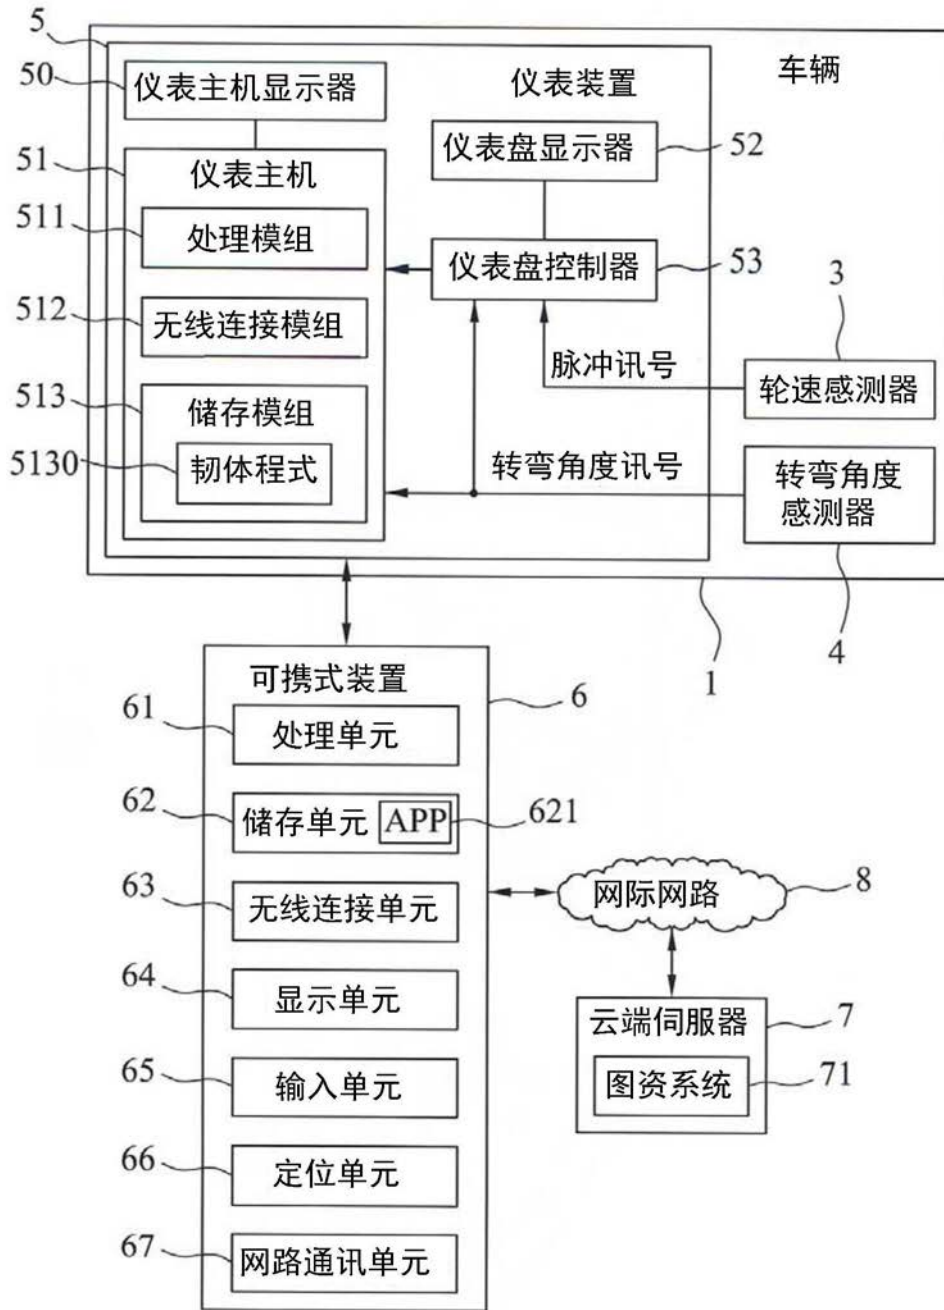 5
车辆
50
仪表主机显示器
仪表装置
51
仪表主机
仪表盘显示器
52
511
处理模组
仪表盘控制器
53
512
无线连接模组
3
脉冲讯号
轮速感测器
513
储存模组
5130
韧体程式
转弯角度讯号
转弯角度
感测器
4
1
可携式装置
6
61
处理单元
62
储存单元
APP
621
63
无线连接单元
网际网路
8
64
显示单元
云端伺服器
7
65
输入单元
图资系统
71
66
定位单元
67
网路通讯单元